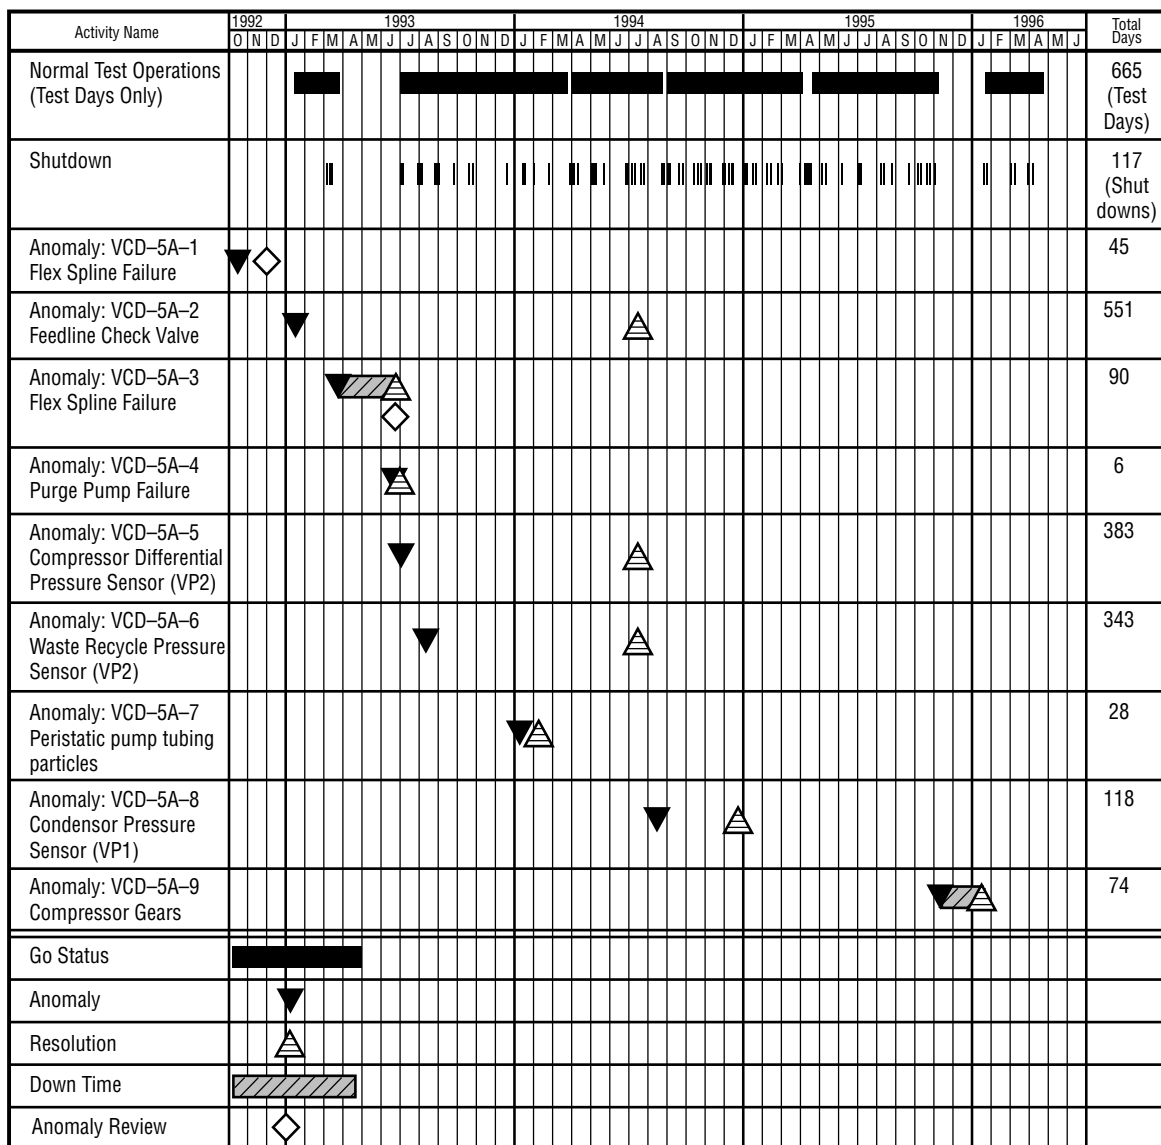 Activity Name
1992 1993 1994 1995 1996
O N D J F M A M J J A S O N D J F M A M J J A S O N D J F M A M J J A S O N D J F M A M J
Total
Days
Normal Test Operations
(Test Days Only)
665
(Test
Days)
Shutdown
117
(Shut
downs)
Anomaly: VCD–5A–1
Flex Spline Failure
45
Anomaly: VCD–5A–2
Feedline Check Valve
551
Anomaly: VCD–5A–3
Flex Spline Failure
90
Anomaly: VCD–5A–4
Purge Pump Failure
6
Anomaly: VCD–5A–5
Compressor Differential
Pressure Sensor (VP2)
383
Anomaly: VCD–5A–6
Waste Recycle Pressure
Sensor (VP2)
343
Anomaly: VCD–5A–7
Peristatic pump tubing
particles
28
Anomaly: VCD–5A–8
Condensor Pressure
Sensor (VP1)
118
Anomaly: VCD–5A–9
Compressor Gears
74
Go Status
Anomaly
Resolution
Down Time
Anomaly Review